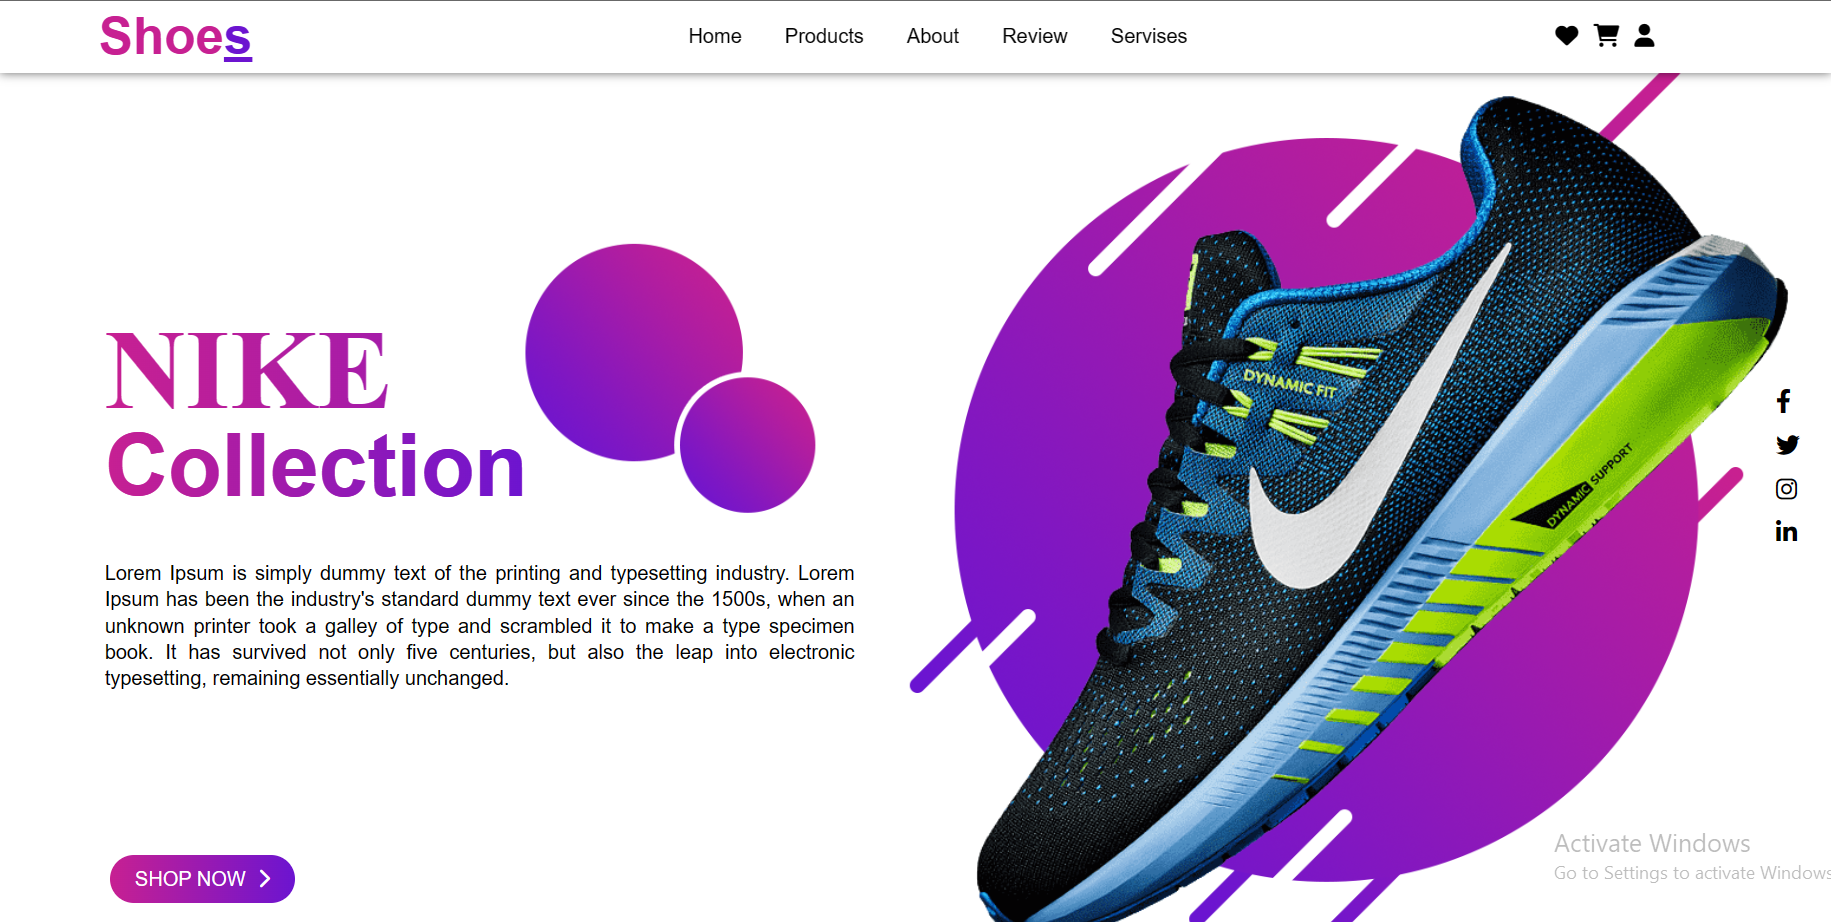 Shoes
Home Products About Review Servises
NIKE
Collection
Lorem Ipsum is simply dummy text of the printing and typesetting industry. Lorem
Ipsum has been the industry's standard dummy text ever since the 1500s, when an
unknown printer took a galley of type and scrambled it to make a type specimen
book. It has survived not only five centuries, but also the leap into electronic
typesetting, remaining essentially unchanged.
SHOP NOW
DYNAMIC FIT
DYNAMIC SUPPORT
Activate Windows
Go to Settings to activate Windows